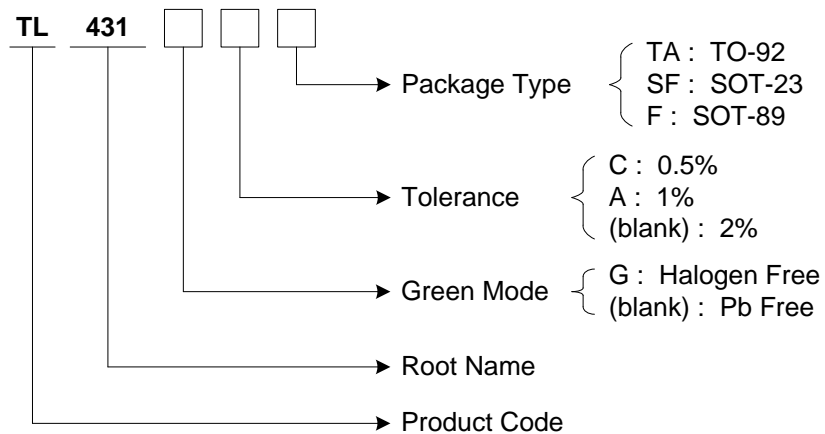 TL 431
Package Type
TA : TO-92
SF : SOT-23
F : SOT-89
Tolerance
C : 0.5%
A : 1%
(blank) : 2%
Green Mode
G : Halogen Free
(blank) : Pb Free
Root Name
Product Code